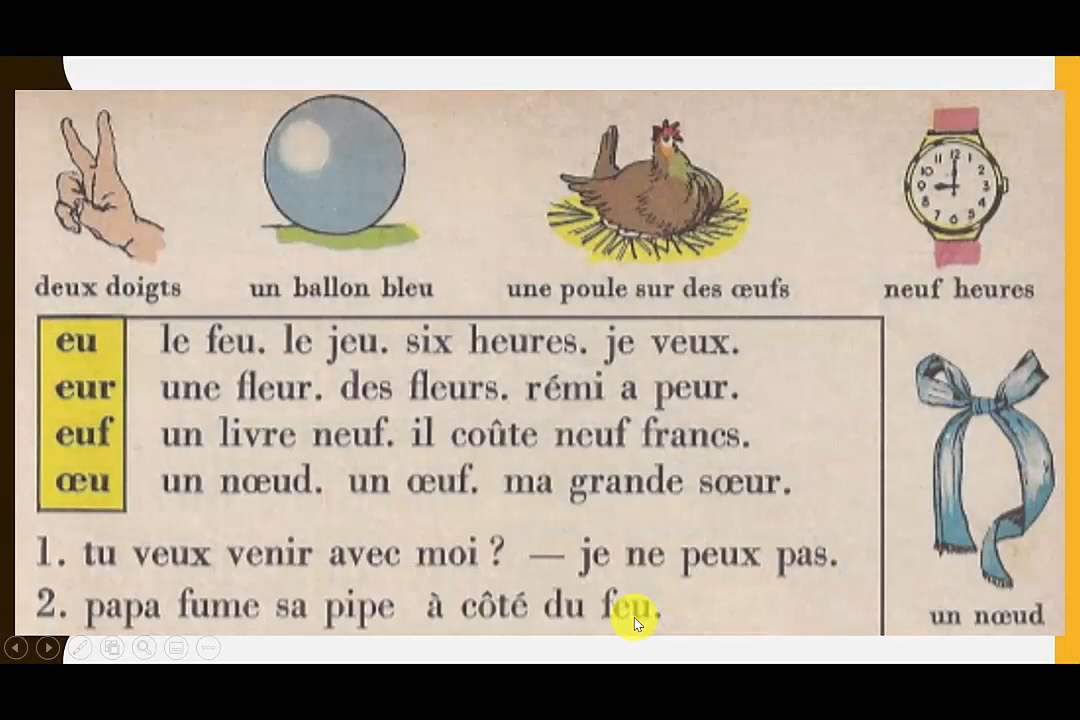 deux doigts un ballon bleu une poule sur des œufs neuf heures
eu le feu. le jeu. six heures. je veux.
eur une fleur. des fleurs. rémi a peur.
euf un livre neuf. il coûte neuf francs.
œu un nœud. un œuf. ma grande sœur.
1. tu veux venir avec moi ? — je ne peux pas.
2. papa fume sa pipe à côté du feu.
un nœud